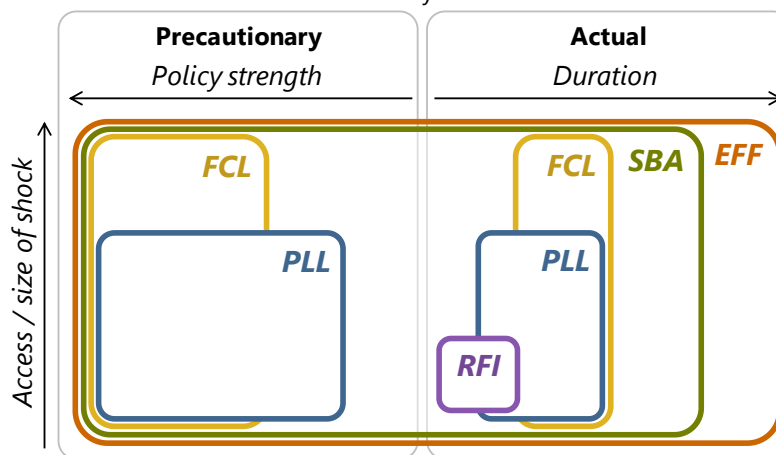 Precautionary
Actual
Policy strength
Duration
Access / size of shock
FCL
FCL
SBA
EFF
PLL
PLL
RFI